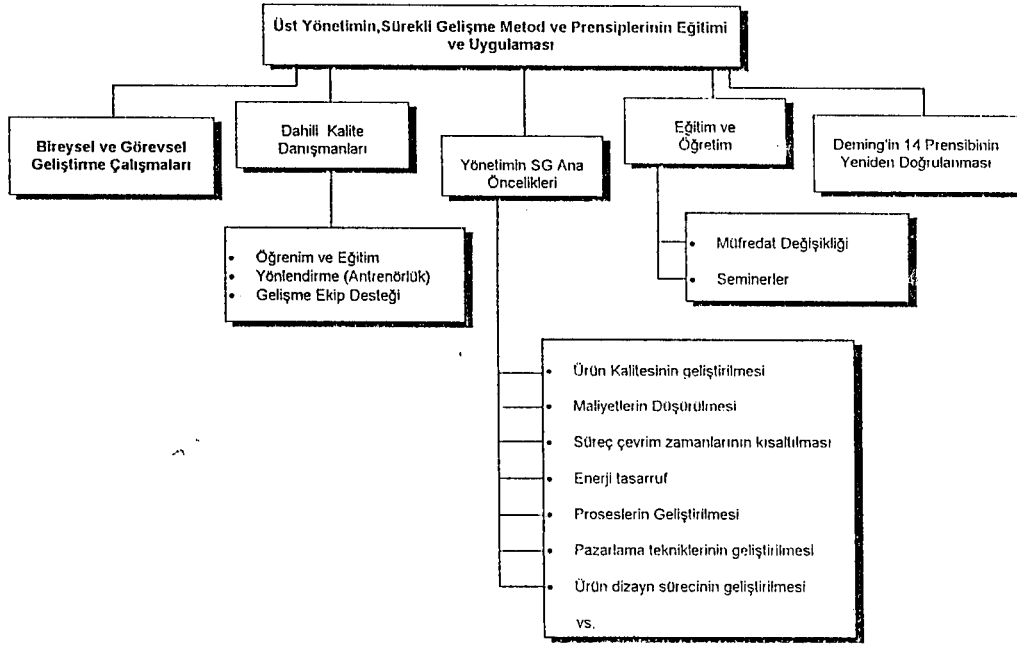 Üst Yönetimin,Sürekli Gelişme Metod ve Prensiplerinin Eğitimi
ve Uygulaması
Bireysel ve Görevsel
Geliştirme Çalışmaları
Dahili Kalite
Danışmanları
Yönetimin SG Ana
Öncelikleri
Eğitim ve
Öğretim
Deming'in 14 Prensibinin
Yeniden Doğrulanması
• Öğrenim ve Eğitim
• Yönlendirme (Antrenörlük)
• Gelişme Ekip Desteği
• Müfredat Değişikliği
• Seminerler
• Ürün Kalitesinin geliştirilmesi
• Maliyetlerin Düşürülmesi
• Süreç çevrim zamanlarının kısaltılması
• Enerji tasarruf
• Proseslerin Geliştirilmesi
• Pazarlama tekniklerinin geliştirilmesi
• Ürün dizayn sürecinin geliştirilmesi
vs.